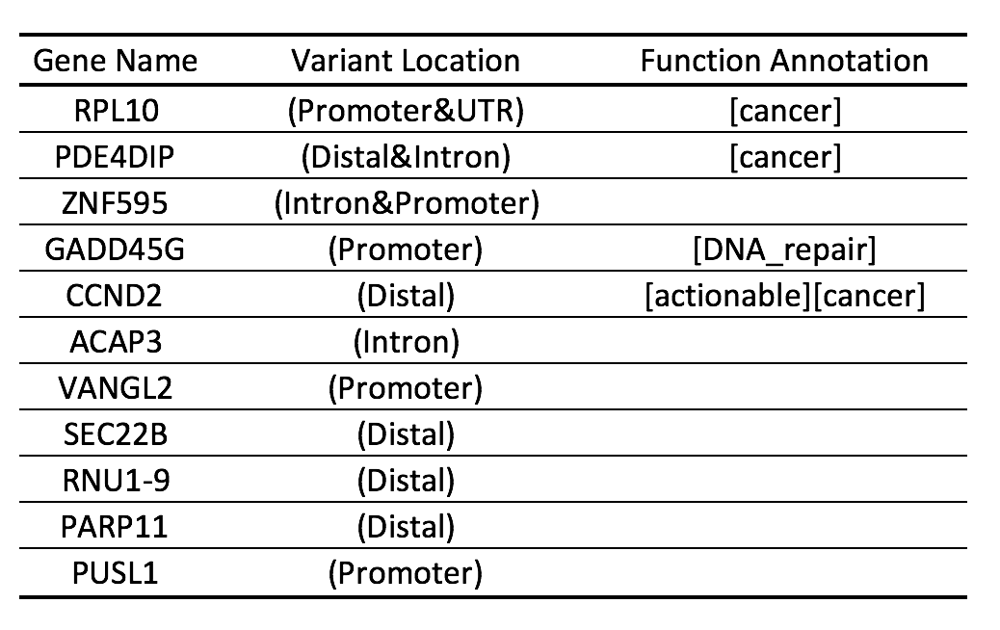 Gene Name Variant Location Function Annotation
RPL10 (Promoter&UTR) [cancer]
PDE4DIP (Distal&Intron) [cancer]
ZNF595 (Intron&Promoter)
GADD45G (Promoter) [DNA_repair]
CCND2 (Distal) [actionable][cancer]
ACAP3 (Intron)
VANGL2 (Promoter)
SEC22B (Distal)
RNU1-9 (Distal)
PARP11 (Distal)
PUSL1 (Promoter)